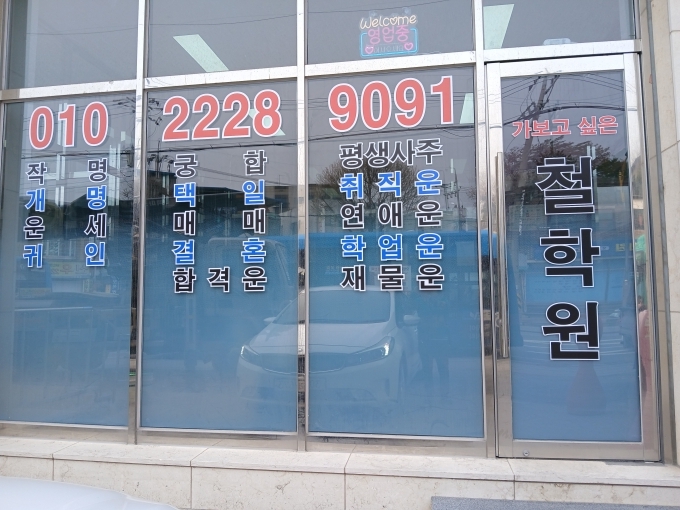 Welcome
영업중
010 2228 9091
작 명
개 명
운 세
귀 인
궁 합
택 일
매 매
결 혼
합 격 운
평생사주
취 직 운
연 애 운
학 업 운
재 물 운
가보고 싶은
철학원